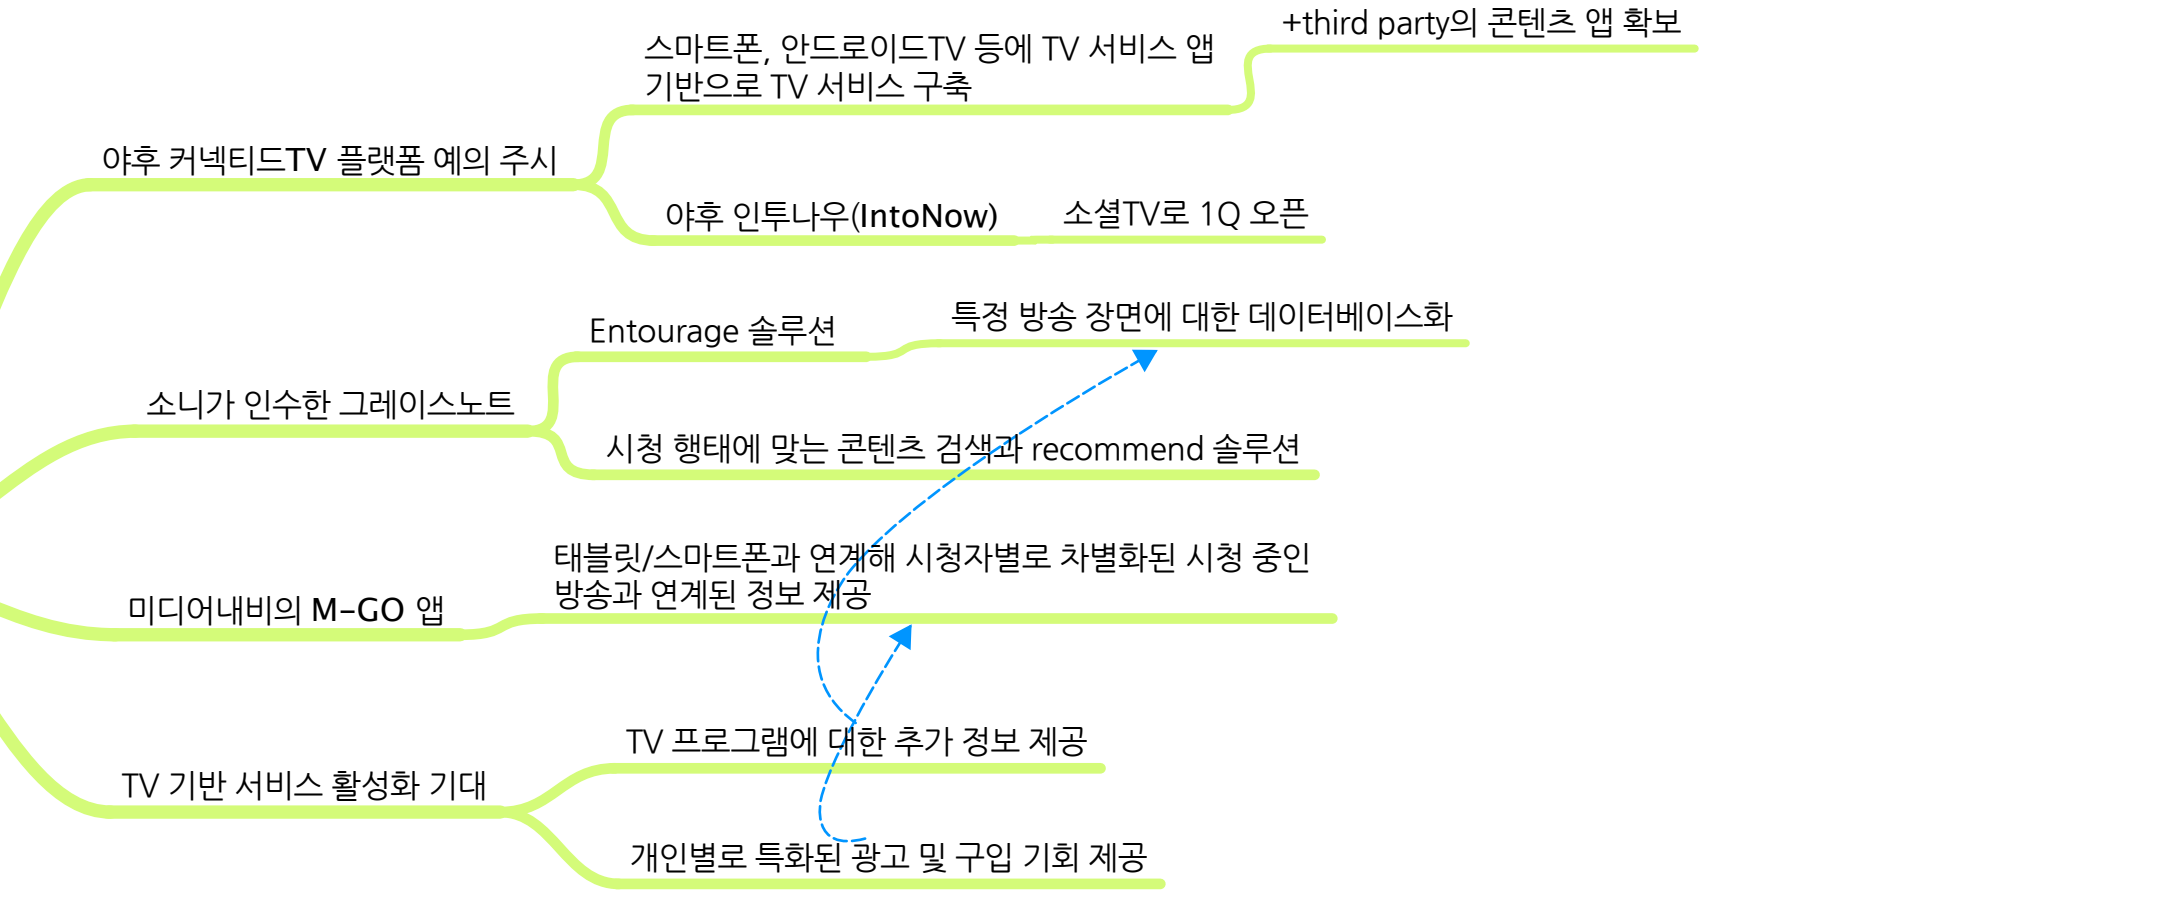 +third party의 콘텐츠 앱 확보
스마트폰, 안드로이드TV 등에 TV 서비스 앱
기반으로 TV 서비스 구축
야후 커넥티드TV 플랫폼 예의 주시
야후 인투나우(IntoNow)
소셜TV로 1Q 오픈
특정 방송 장면에 대한 데이터베이스화
Entourage 솔루션
소니가 인수한 그레이스노트
시청 행태에 맞는 콘텐츠 검색과 recommend 솔루션
태블릿/스마트폰과 연계해 시청자별로 차별화된 시청 중인
방송과 연계된 정보 제공
미디어내비의 M-GO 앱
TV 프로그램에 대한 추가 정보 제공
TV 기반 서비스 활성화 기대
개인별로 특화된 광고 및 구입 기회 제공